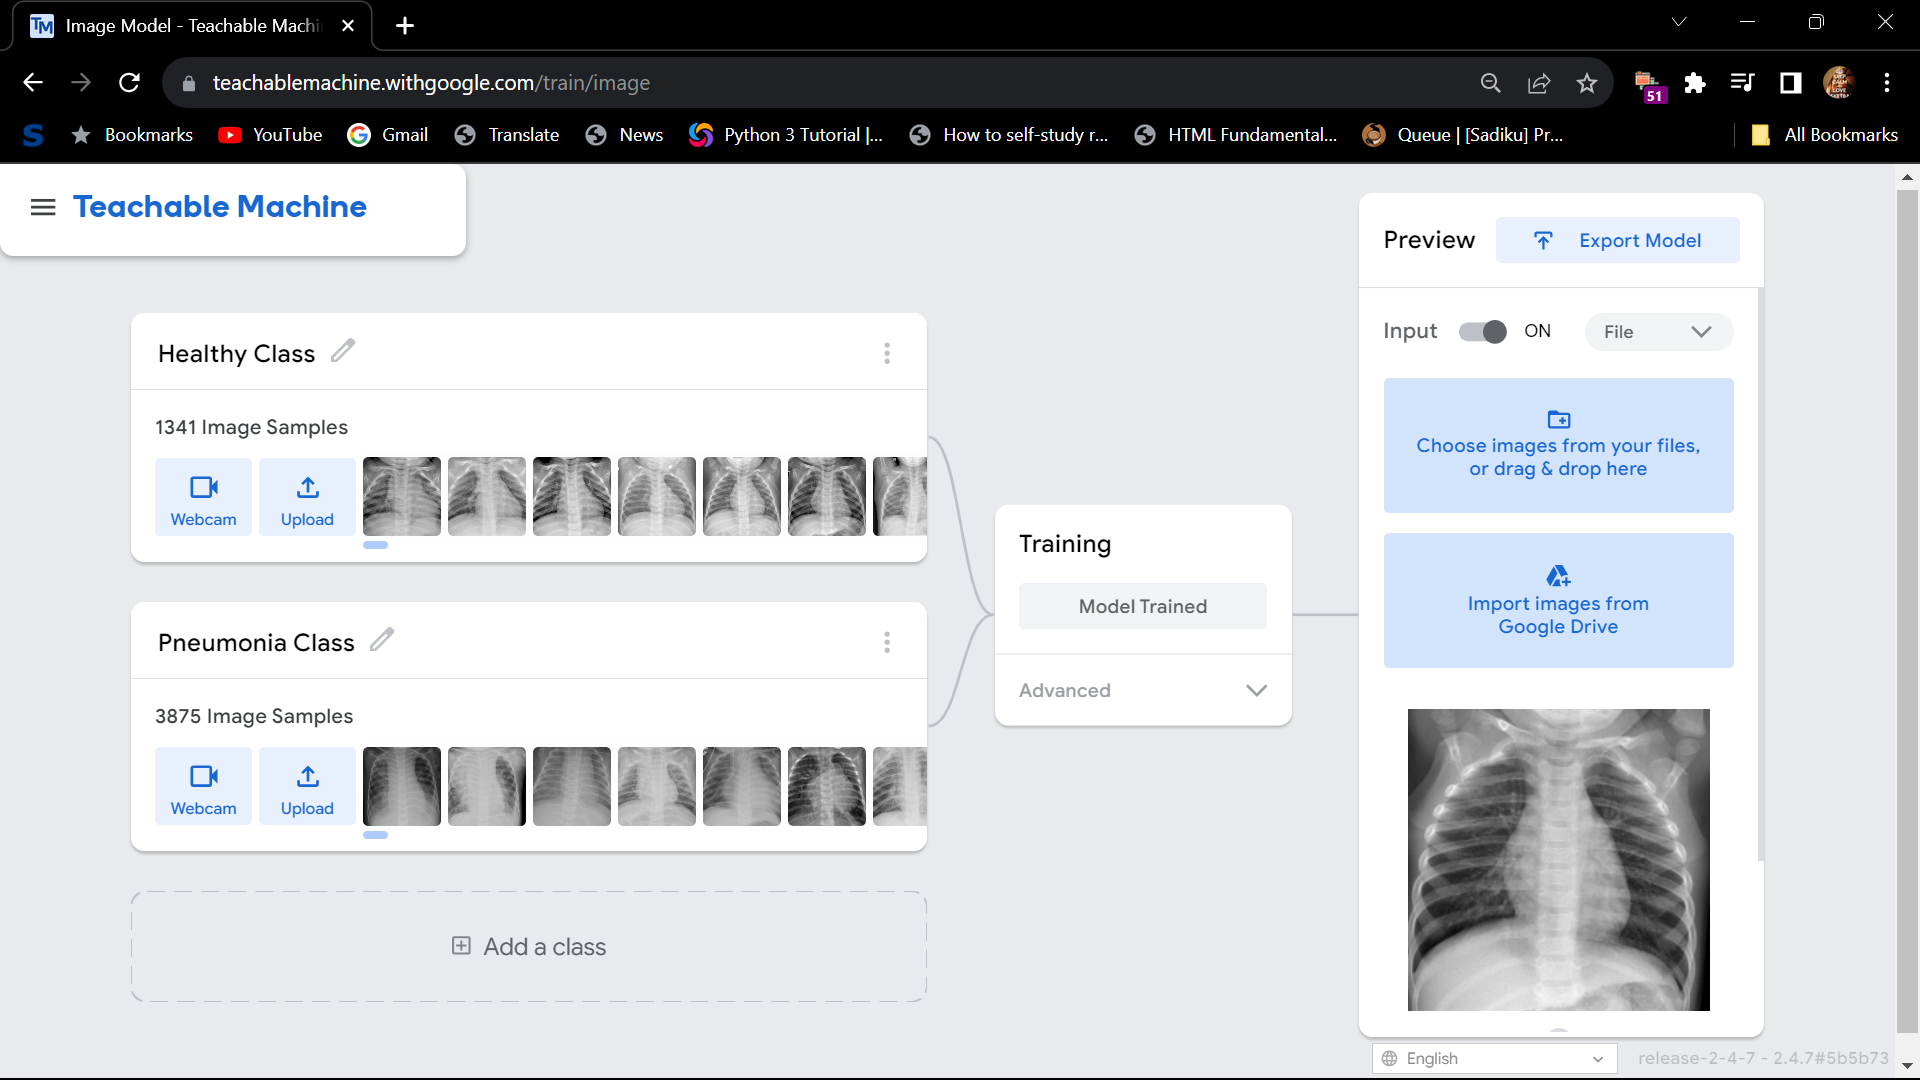 TM Image Model - Teachable Machi
teachablemachine.withgoogle.com/train/image
51
S Bookmarks YouTube Gmail Translate News Python 3 Tutorial |... How to self-study r... HTML Fundamental... Queue | [Sadiku] Pr... All Bookmarks
Teachable Machine
Preview Export Model
Input ON File
Choose images from your files,
or drag & drop here
Import images from
Google Drive
Healthy Class
1341 Image Samples
Webcam Upload
Pneumonia Class
3875 Image Samples
Webcam Upload
Add a class
Training
Model Trained
Advanced
English
release-2-4-7 - 2.4.7#5b5b73